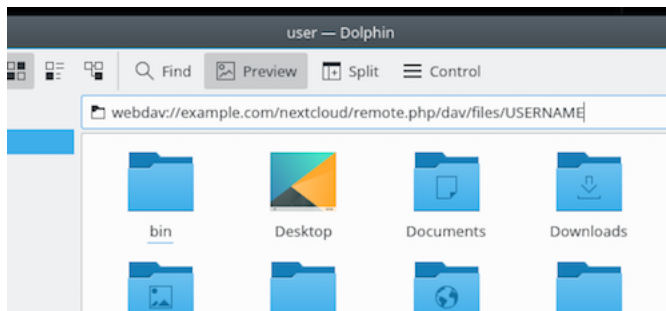 user — Dolphin
Find Preview Split Control
webdav://example.com/nextcloud/remote.php/dav/files/USERNAME
bin Desktop Documents Downloads